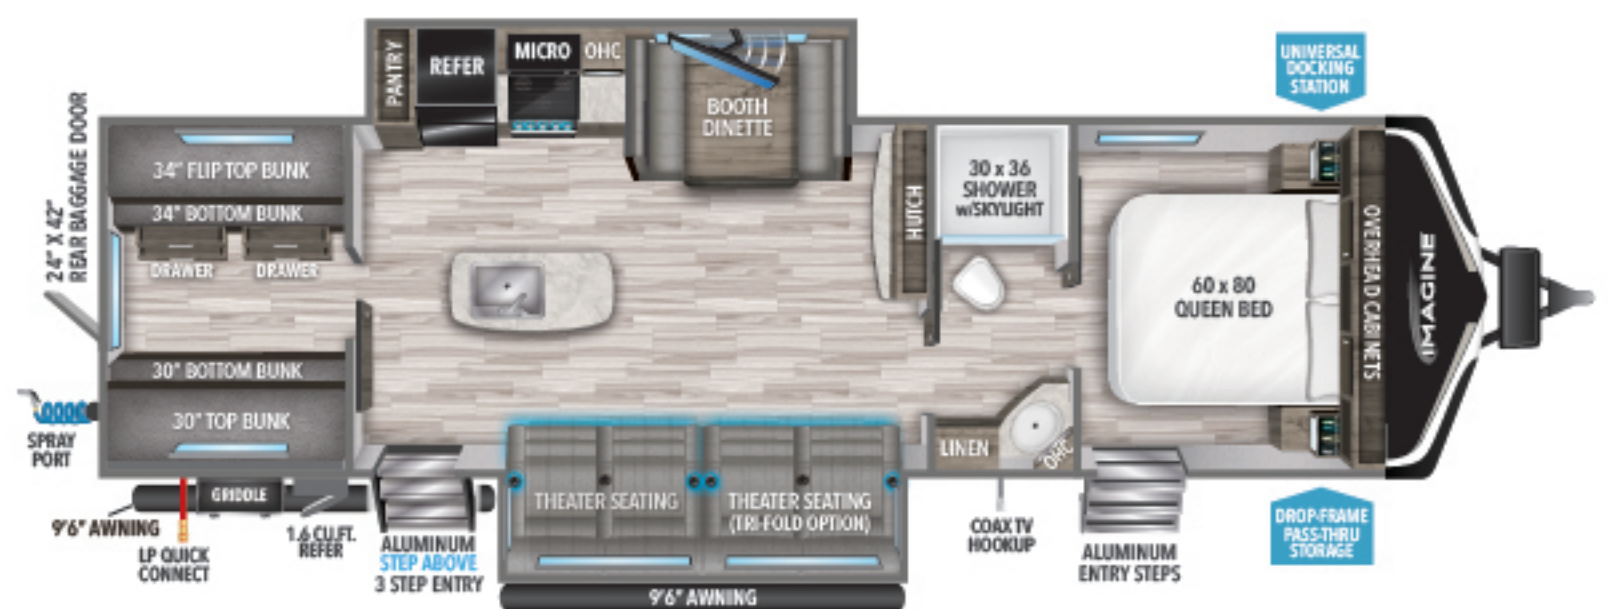 UNIVERSAL
DOCKING
STATION
PANTRY
REFER
MICRO
OHC
BOOTH
DINETTE
24" X 42"
REAR BAGGAGE DOOR
34" FLIP TOP BUNK
34" BOTTOM BUNK
DRAWER
DRAWER
HUTCH
30 x 36
SHOWER
w/SKYLIGHT
60 x 80
QUEEN BED
OVERHEAD CABINETS
IMAGINE
30" BOTTOM BUNK
30" TOP BUNK
SPRAY
PORT
LINEN
OHC
THEATER SEATING
THEATER SEATING
(TRI-FOLD OPTION)
GRIDDLE
9'6" AWNING
LP QUICK
CONNECT
1.6 CU.FT.
REFER
ALUMINUM
STEP ABOVE
3 STEP ENTRY
COAX TV
HOOKUP
ALUMINUM
ENTRY STEPS
DROP-FRAME
PASS-THRU
STORAGE
9'6" AWNING